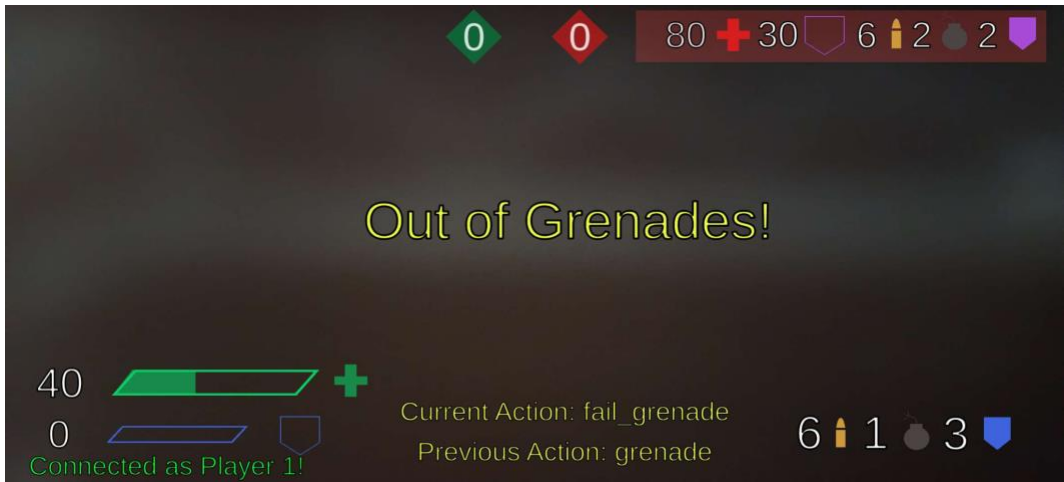 0 0 80 30 6 2 2
Out of Grenades!
40
0
Connected as Player 1!
Current Action: fail_grenade
Previous Action: grenade
6 1 3